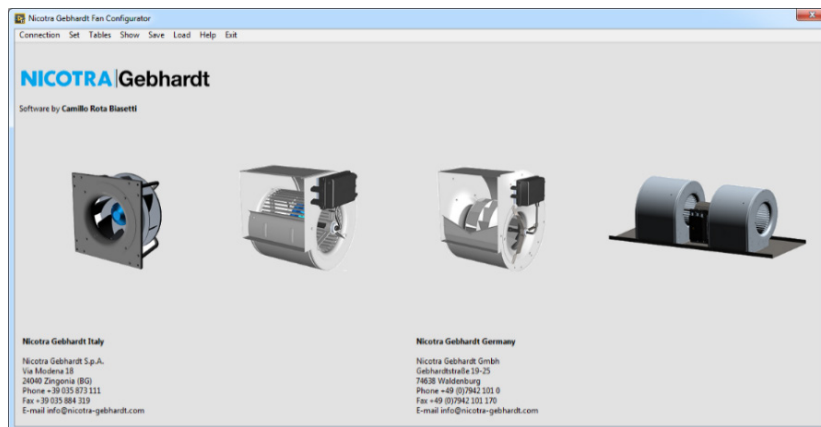 Nicotra Gebhardt Fan Configurator
Connection Set Tables Show Save Load Help Exit
NICOTRA|Gebhardt
Software by Camillo Rota Biasetti
Nicotra Gebhardt Italy
Nicotra Gebhardt S.p.A.
Via Modena 18
24040 Zingonia (BG)
Phone +39 035 873 111
Fax +39 035 884 319
E-mail info@nicotra-gebhardt.com
Nicotra Gebhardt Germany
Nicotra Gebhardt Gmbh
Gebhardtstraße 19-25
74638 Waldenburg
Phone +49 (0)7942 101 0
Fax +49 (0)7942 101 170
E-mail info@nicotra-gebhardt.com